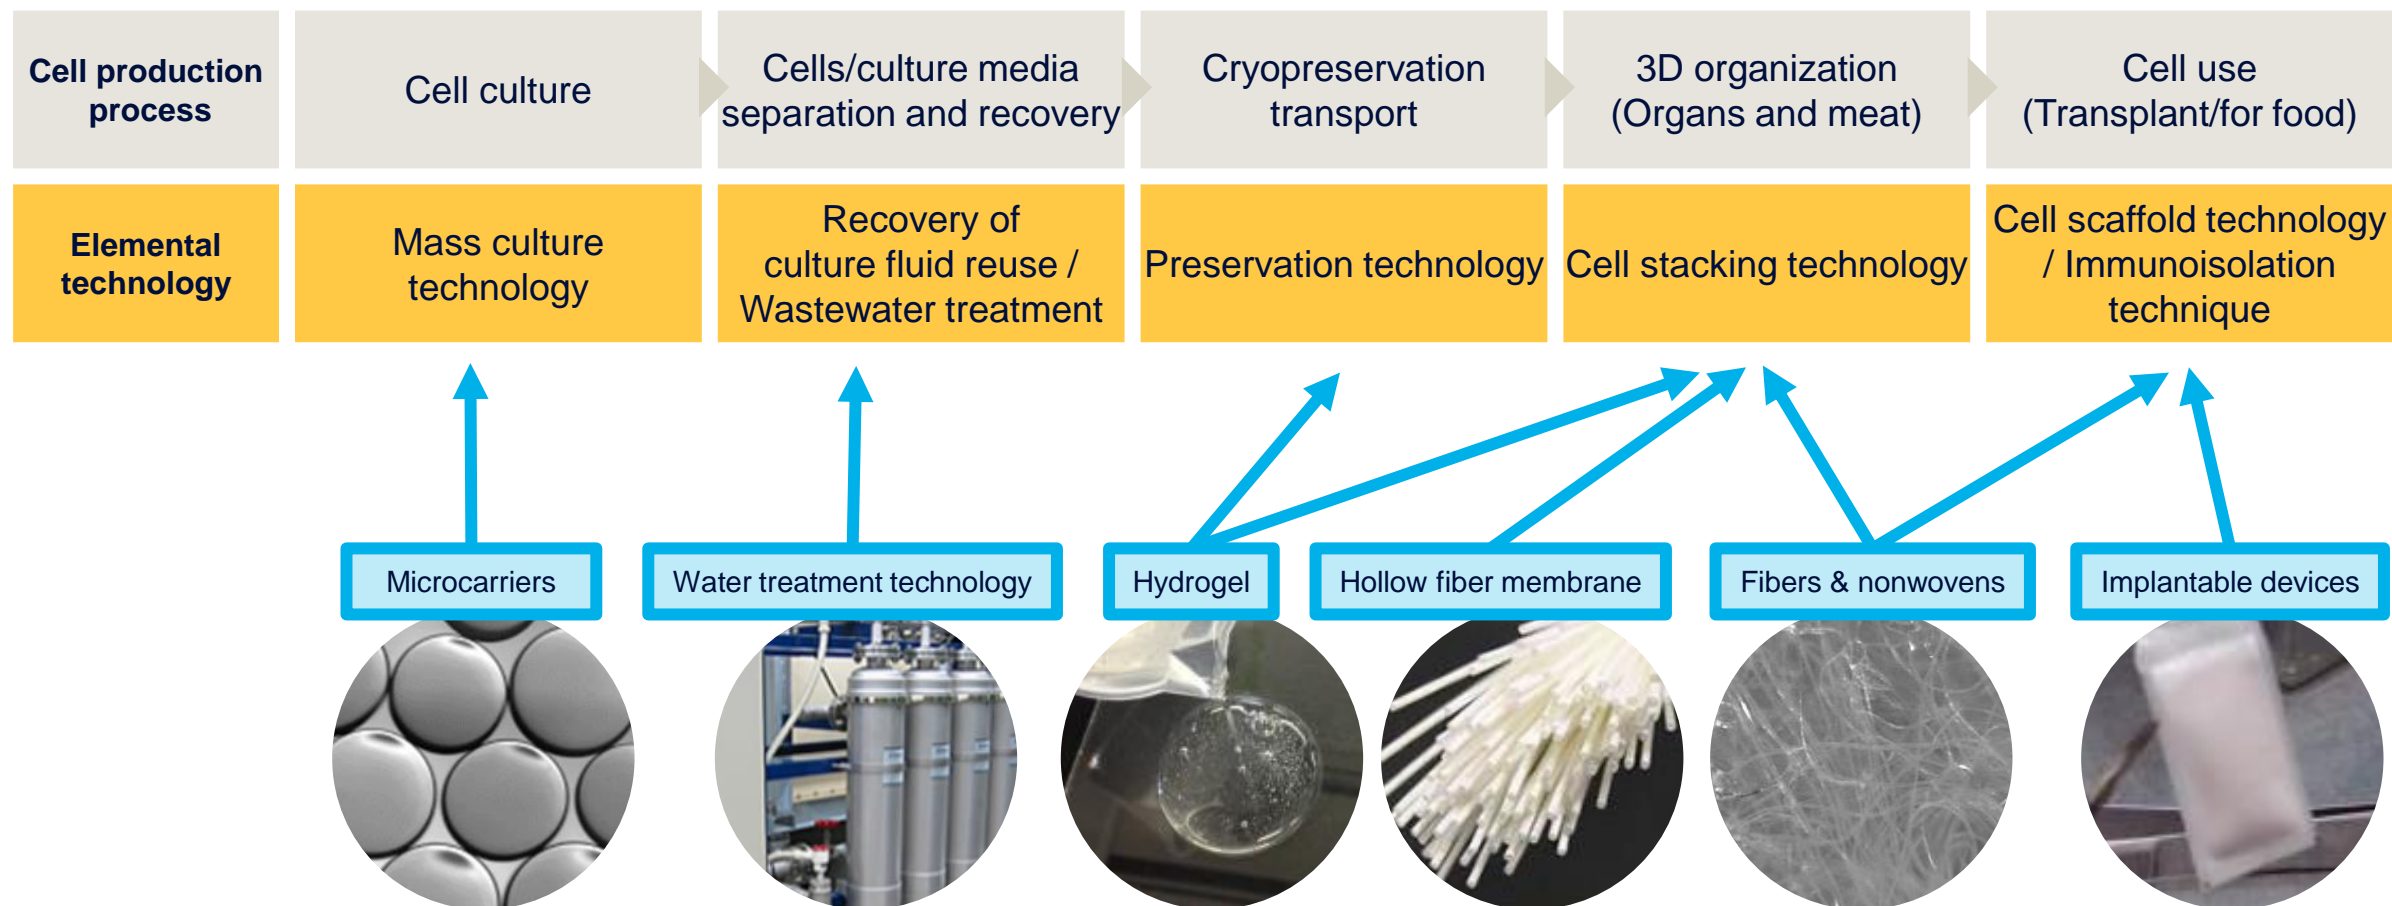 Cell production
process
Cell culture
Cells/culture media
separation and recovery
Cryopreservation
transport
3D organization
(Organs and meat)
Cell use
(Transplant/for food)
Elemental
technology
Mass culture
technology
Recovery of
culture fluid reuse /
Wastewater treatment
Preservation technology
Cell stacking technology
Cell scaffold technology
/ Immunoisolation
technique
Microcarriers
Water treatment technology
Hydrogel
Hollow fiber membrane
Fibers & nonwovens
Implantable devices